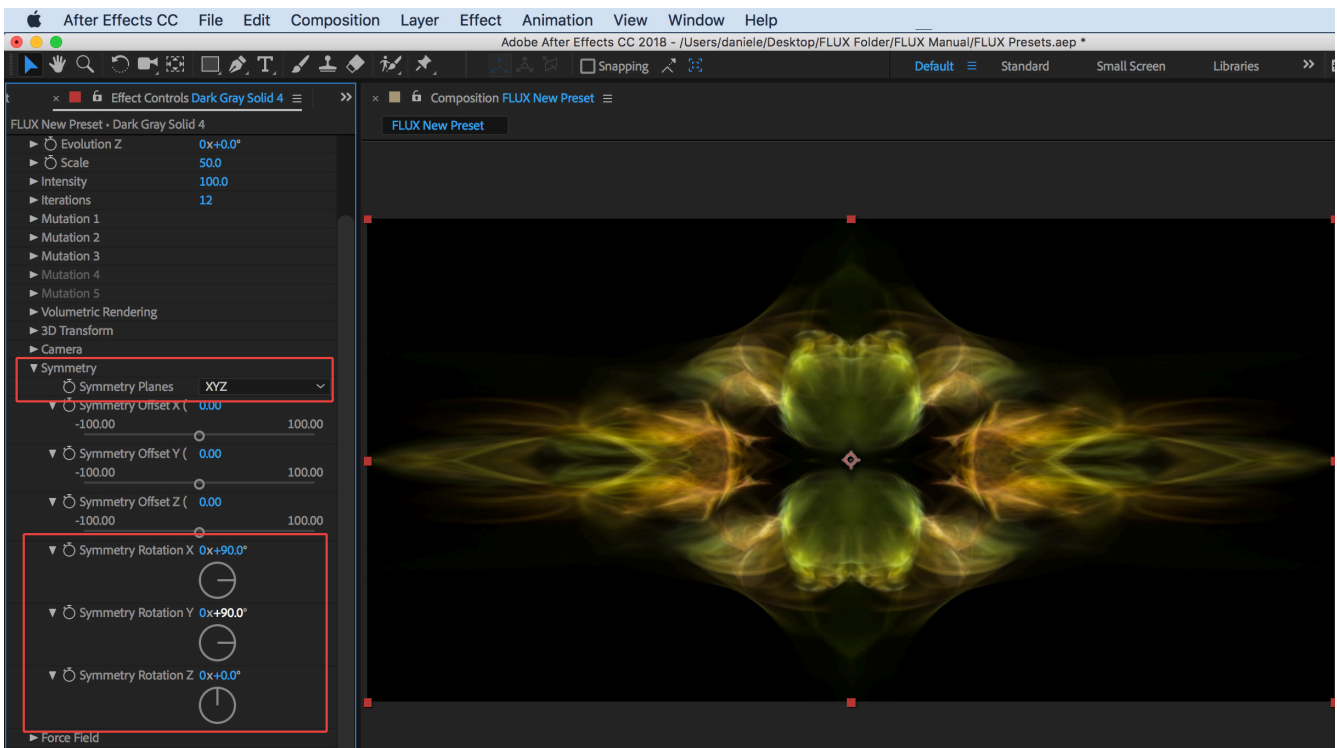 After Effects CC File Edit Composition Layer Effect Animation View Window Help
Adobe After Effects CC 2018 - /Users/daniele/Desktop/FLUX Folder/FLUX Manual/FLUX Presets.aep *
T Snapping Default Standard Small Screen Libraries >>
t × Effect Controls Dark Gray Solid 4 >> × Composition FLUX New Preset
FLUX New Preset • Dark Gray Solid 4
FLUX New Preset
Evolution Z 0x+0.0°
Scale 50.0
Intensity 100.0
Iterations 12
Mutation 1
Mutation 2
Mutation 3
Mutation 4
Mutation 5
Volumetric Rendering
3D Transform
Camera
Symmetry
Symmetry Planes XYZ
Symmetry Offset X ( 0.00
-100.00 100.00
Symmetry Offset Y ( 0.00
-100.00 100.00
Symmetry Offset Z ( 0.00
-100.00 100.00
Symmetry Rotation X 0x+90.0°
Symmetry Rotation Y 0x+90.0°
Symmetry Rotation Z 0x+0.0°
Force Field